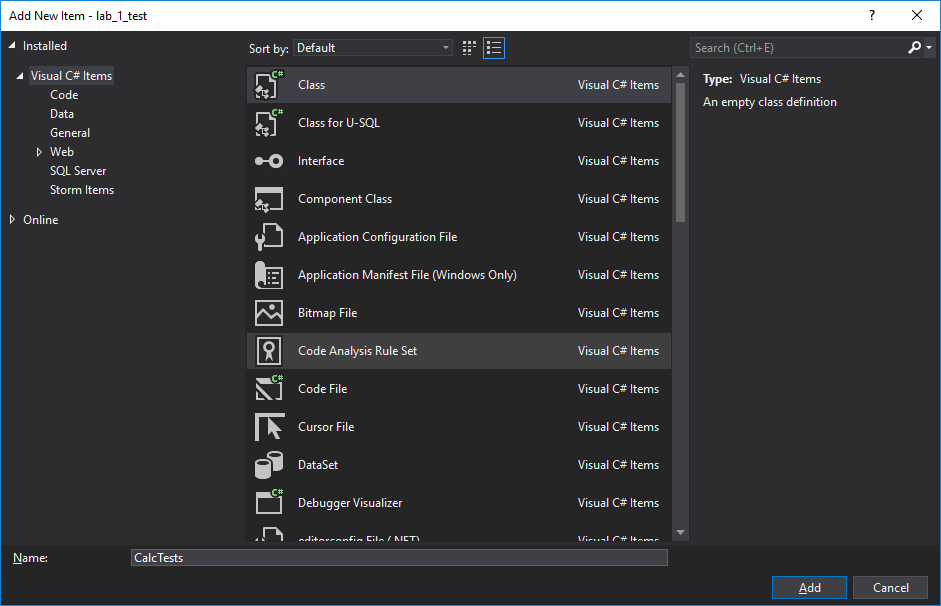 Add New Item - lab_1_test
Installed
Visual C# Items
Code
Data
General
Web
SQL Server
Storm Items
Online
Sort by: Default
Class Visual C# Items
Class for U-SQL Visual C# Items
Interface Visual C# Items
Component Class Visual C# Items
Application Configuration File Visual C# Items
Application Manifest File (Windows Only) Visual C# Items
Bitmap File Visual C# Items
Code Analysis Rule Set Visual C# Items
Code File Visual C# Items
Cursor File Visual C# Items
DataSet Visual C# Items
Debugger Visualizer Visual C# Items
editorconfig File (.NET) Visual C# Items
Search (Ctrl+E)
Type: Visual C# Items
An empty class definition
Name: CalcTests
Add Cancel